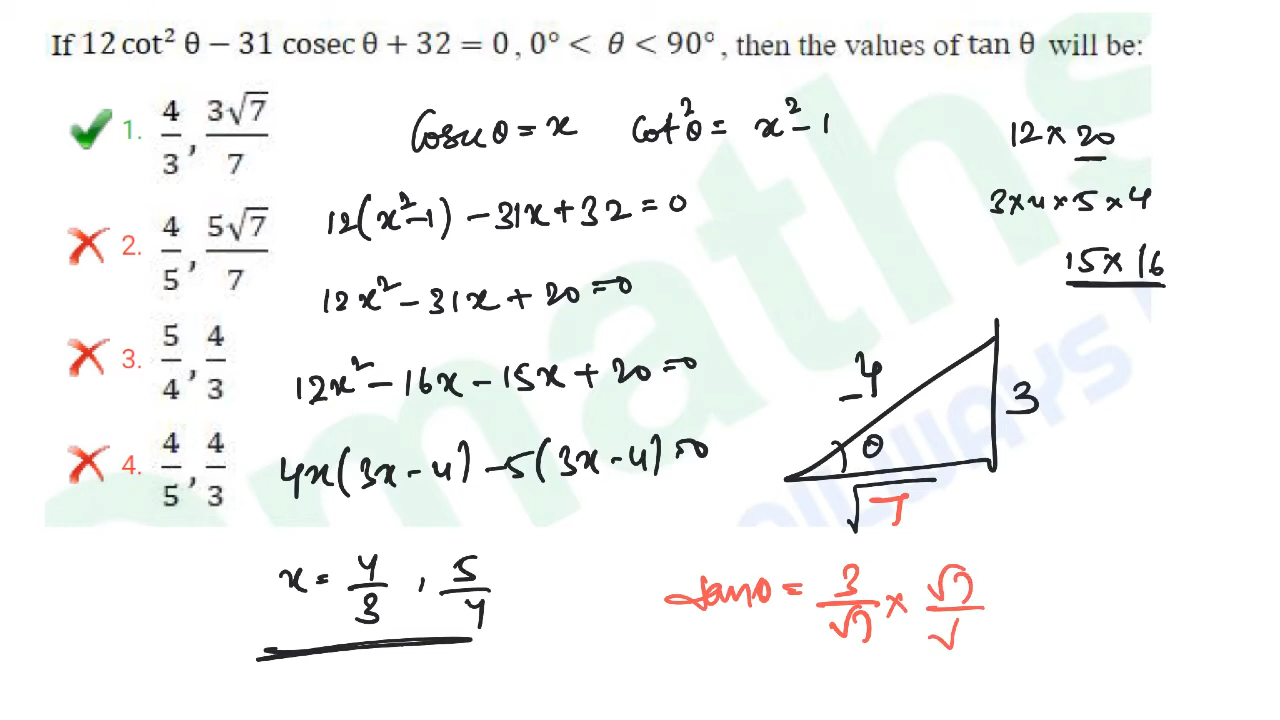 If 12 cot² θ − 31 cosec θ + 32 = 0, 0° < θ < 90°, then the values of tan θ will be:
1. 4/3, 3√7/7
2. 4/5, 5√7/7
3. 5/4, 4/3
4. 4/5, 4/3
Cosec θ = x cot²θ = x² − 1
12(x² − 1) − 31x + 32 = 0
12x² − 31x + 20 = 0
12x² − 16x − 15x + 20 = 0
4x(3x − 4) − 5(3x − 4) = 0
x = 4/3, 5/4
12 × 20
3 × 4 × 5 × 4
15 × 16
4
3
θ
√7
tan θ = 3/√7 × √7/√
maths
ALWAYS